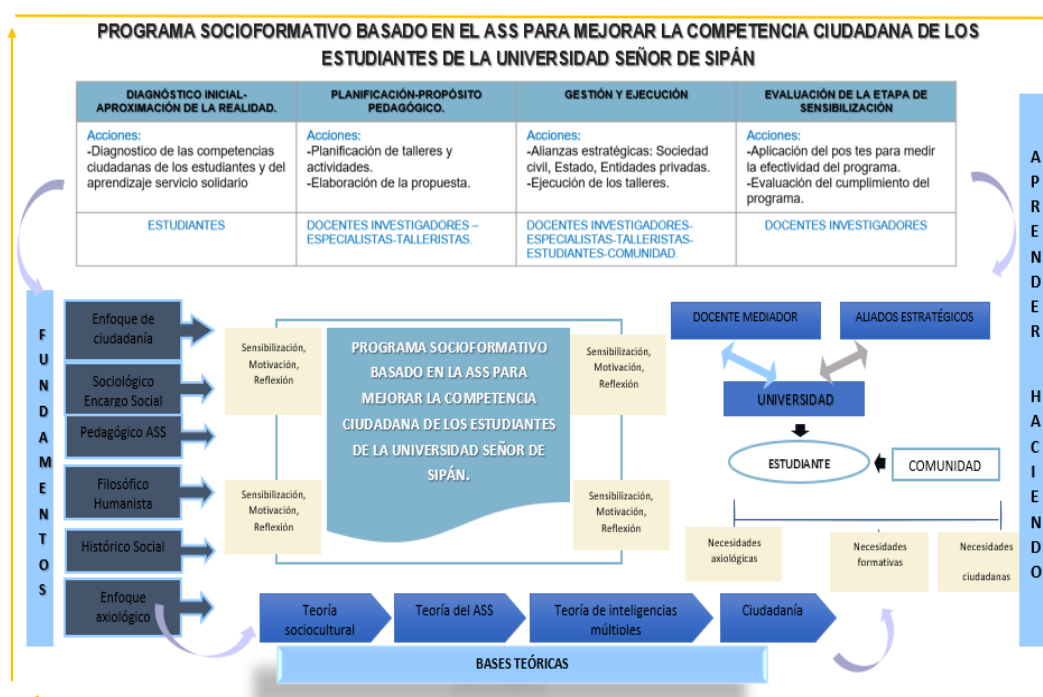 PROGRAMA SOCIOFORMATIVO BASADO EN EL ASS PARA MEJORAR LA COMPETENCIA CIUDADANA DE LOS
ESTUDIANTES DE LA UNIVERSIDAD SEÑOR DE SIPÁN
DIAGNÓSTICO INICIAL-
APROXIMACIÓN DE LA REALIDAD.
PLANIFICACIÓN-PROPÓSITO
PEDAGÓGICO.
GESTIÓN Y EJECUCIÓN
EVALUACIÓN DE LA ETAPA DE
SENSIBILIZACIÓN
Acciones:
-Diagnostico de las competencias
ciudadanas de los estudiantes y del
aprendizaje servicio solidario
Acciones:
-Planificación de talleres y
actividades.
-Elaboración de la propuesta.
Acciones:
-Alianzas estratégicas: Sociedad
civil, Estado, Entidades privadas.
-Ejecución de los talleres.
Acciones:
-Aplicación del pos tes para medir
la efectividad del programa.
-Evaluación del cumplimiento del
programa.
ESTUDIANTES
DOCENTES INVESTIGADORES –
ESPECIALISTAS-TALLERISTAS.
DOCENTES INVESTIGADORES-
ESPECIALISTAS-TALLERISTAS-
ESTUDIANTES-COMUNIDAD.
DOCENTES INVESTIGADORES
FUNDAMENTOS
Enfoque de
ciudadanía
Sociológico
Encargo Social
Pedagógico ASS
Filosófico
Humanista
Histórico Social
Enfoque
axiológico
Sensibilización,
Motivación,
Reflexión
Sensibilización,
Motivación,
Reflexión
PROGRAMA SOCIOFORMATIVO
BASADO EN LA ASS PARA
MEJORAR LA COMPETENCIA
CIUDADANA DE LOS ESTUDIANTES
DE LA UNIVERSIDAD SEÑOR DE
SIPÁN.
Sensibilización,
Motivación,
Reflexión
Sensibilización,
Motivación,
Reflexión
DOCENTE MEDIADOR
ALIADOS ESTRATÉGICOS
UNIVERSIDAD
ESTUDIANTE
COMUNIDAD
Necesidades
axiológicas
Necesidades
formativas
Necesidades
ciudadanas
Teoría
sociocultural
Teoría del ASS
Teoría de inteligencias
múltiples
Ciudadanía
BASES TEÓRICAS
APRENDER HACIENDO